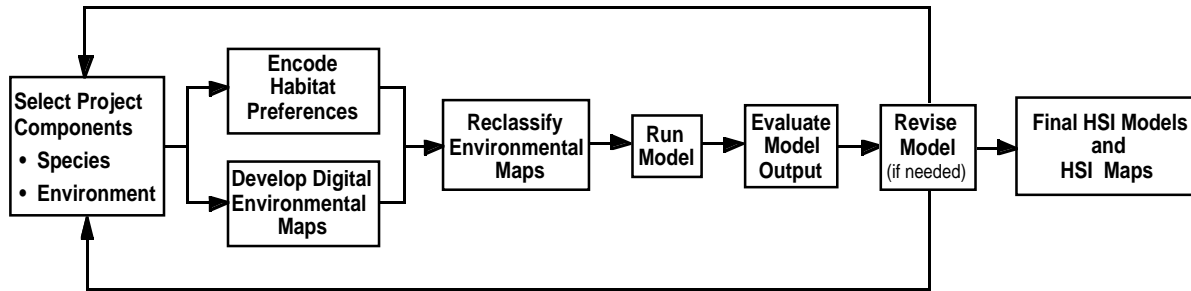 Select Project
Components
• Species
• Environment
Encode
Habitat
Preferences
Develop Digital
Environmental
Maps
Reclassify
Environmental
Maps
Run
Model
Evaluate
Model
Output
Revise
Model
(if needed)
Final HSI Models
and
HSI Maps